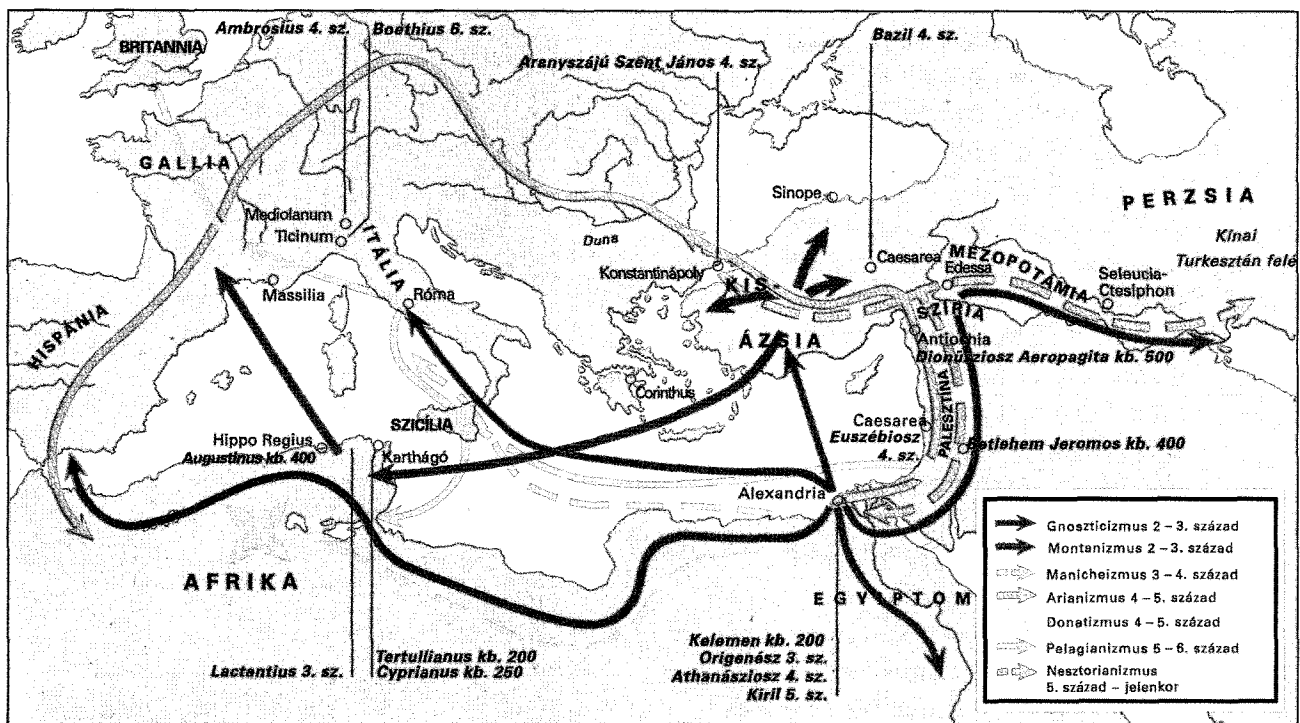 Ambrosius 4. sz.
Boethius 6. sz.
Bazil 4. sz.
BRITANNIA
Aranyszájú Szent János 4. sz.
GALLIA
Sinope
PERZSIA
Mediolanum
Ticinum
ITÁLIA
Duna
Kínai
Turkesztán felé
Konstantinápoly
Caesarea
MEZOPOTÁMIA
Edessa
Seleucia-
Ctesiphon
KIS-
ÁZSIA
Massilia
Róma
HISPÁNIA
SZÍRIA
Antiochia
Dionűsziosz Aeropagita kb. 500
Corinthus
PALESZTINA
SZICÍLIA
Caesarea
Euszébiosz
4. sz.
Betlehem Jeromos kb. 400
Hippo Regius
Augustinus kb. 400
Karthágó
Alexandria
AFRIKA
EGYIPTOM
Lactentius 3. sz.
Tertullianus kb. 200
Cyprianus kb. 250
Kelemen kb. 200
Origenész 3. sz.
Athanásziosz 4. sz.
Kiril 5. sz.
Gnoszticizmus 2 – 3. század
Montanizmus 2 – 3. század
Manicheizmus 3 – 4. század
Arianizmus 4 – 5. század
Donatizmus 4 – 5. század
Pelagianizmus 5 – 6. század
Nesztorianizmus
5. század – jelenkor